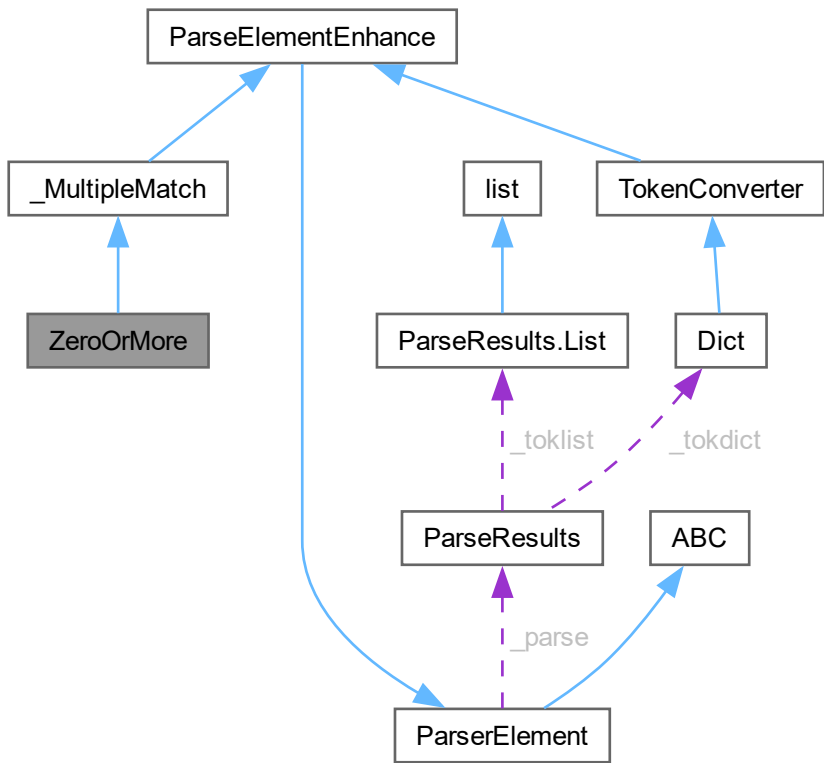 ParseElementEnhance
_MultipleMatch
list
TokenConverter
ZeroOrMore
ParseResults.List
Dict
_toklist
_tokdict
ParseResults
ABC
_parse
ParserElement